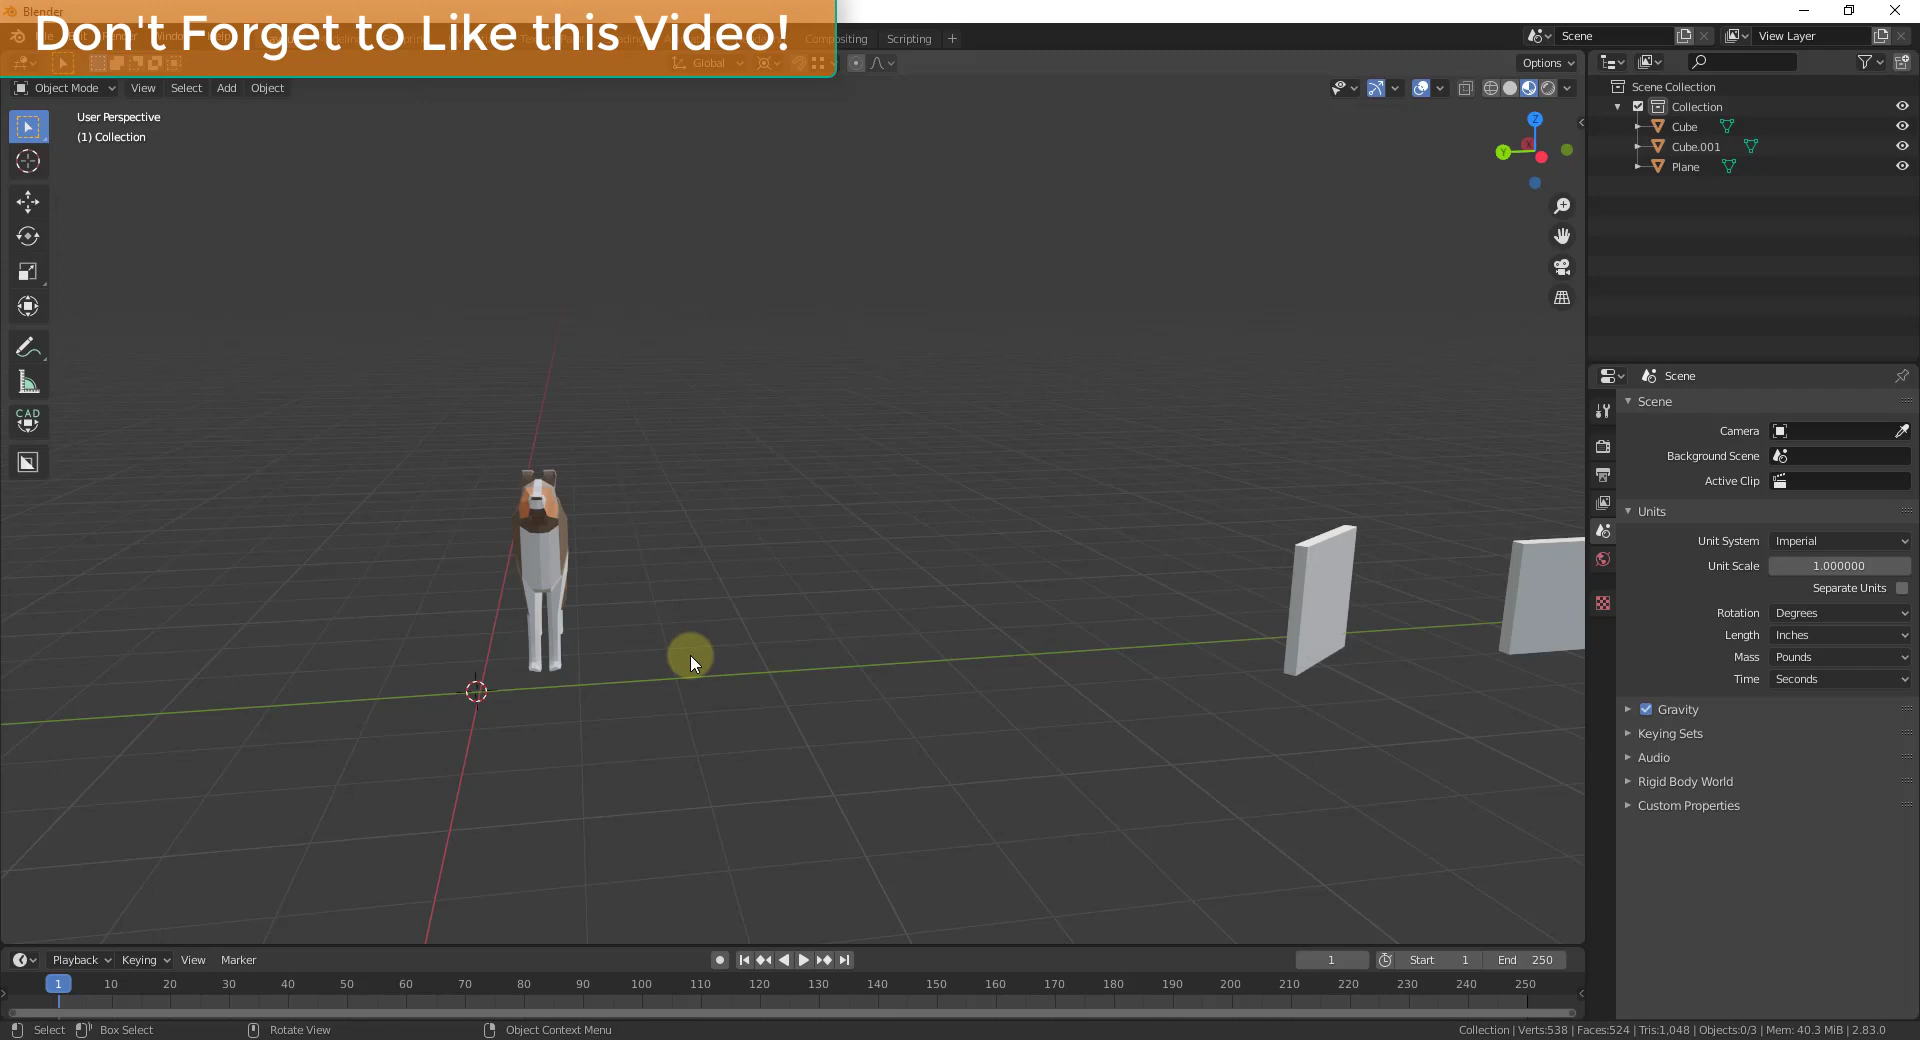 Blender
Don't Forget to Like this Video!
Compositing
Scripting
Scene
View Layer
Global
Options
Object Mode
View
Select
Add
Object
User Perspective
(1) Collection
Z
Y
X
CAD
Scene Collection
Collection
Cube
Cube.001
Plane
Scene
Scene
Camera
Background Scene
Active Clip
Units
Unit System
Imperial
Unit Scale
1.000000
Separate Units
Rotation
Degrees
Length
Inches
Mass
Pounds
Time
Seconds
Gravity
Keying Sets
Audio
Rigid Body World
Custom Properties
Playback
Keying
View
Marker
1
Start 1
End 250
1 10 20 30 40 50 60 70 80 90 100 110 120 130 140 150 160 170 180 190 200 210 220 230 240 250
Select
Box Select
Rotate View
Object Context Menu
Collection | Verts:538 | Faces:524 | Tris:1,048 | Objects:0/3 | Mem: 40.3 MiB | 2.83.0